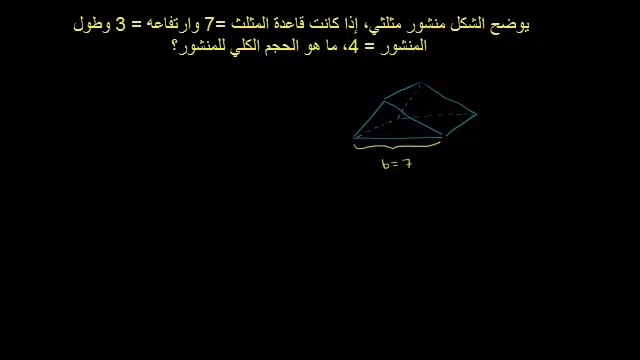 يوضح الشكل منشور مثلثي، إذا كانت قاعدة المثلث =7 وارتفاعه = 3 وطول
المنشور = 4، ما هو الحجم الكلي للمنشور؟
b = 7